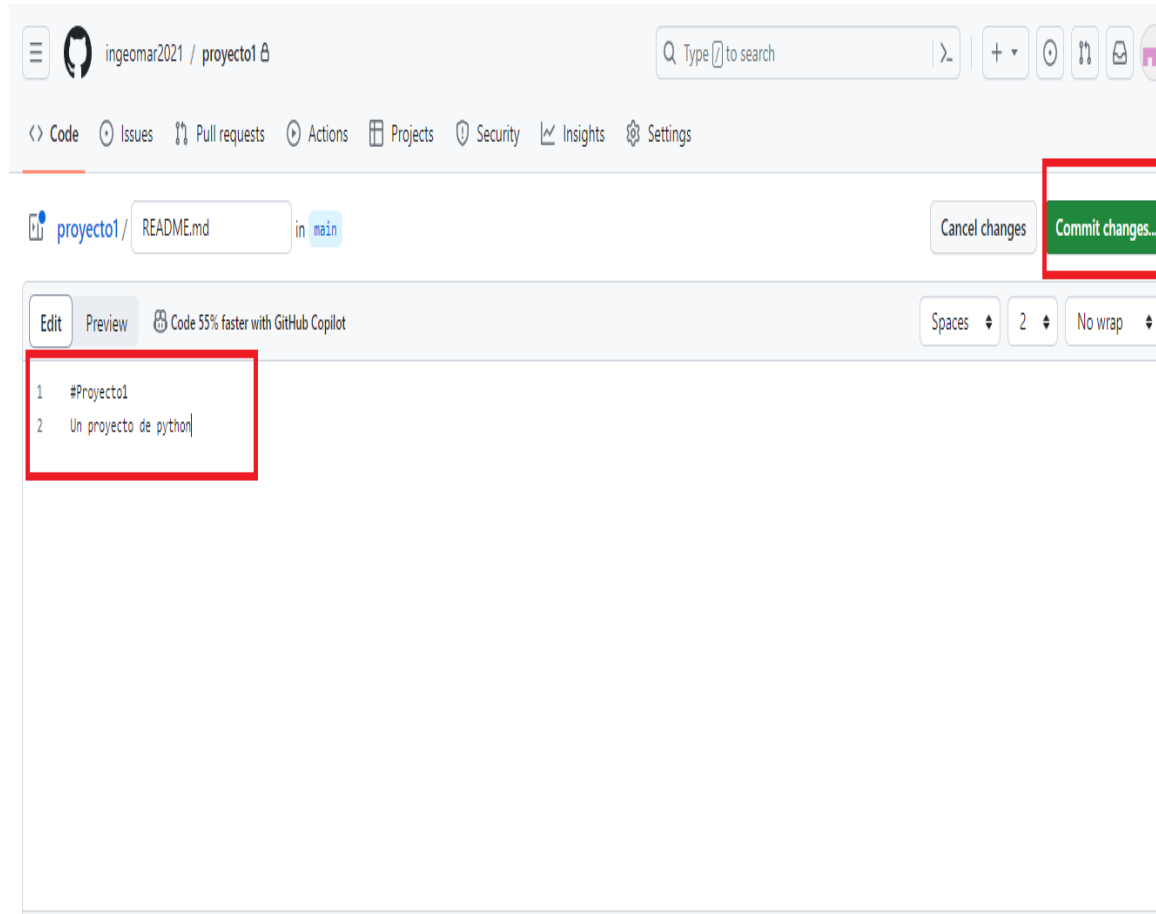 ingeomar2021 / proyecto1
Type / to search
Code Issues Pull requests Actions Projects Security Insights Settings
proyecto1 / README.md in main
Cancel changes Commit changes...
Edit Preview Code 55% faster with GitHub Copilot
Spaces 2 No wrap
1 #Proyecto1
2 Un proyecto de python